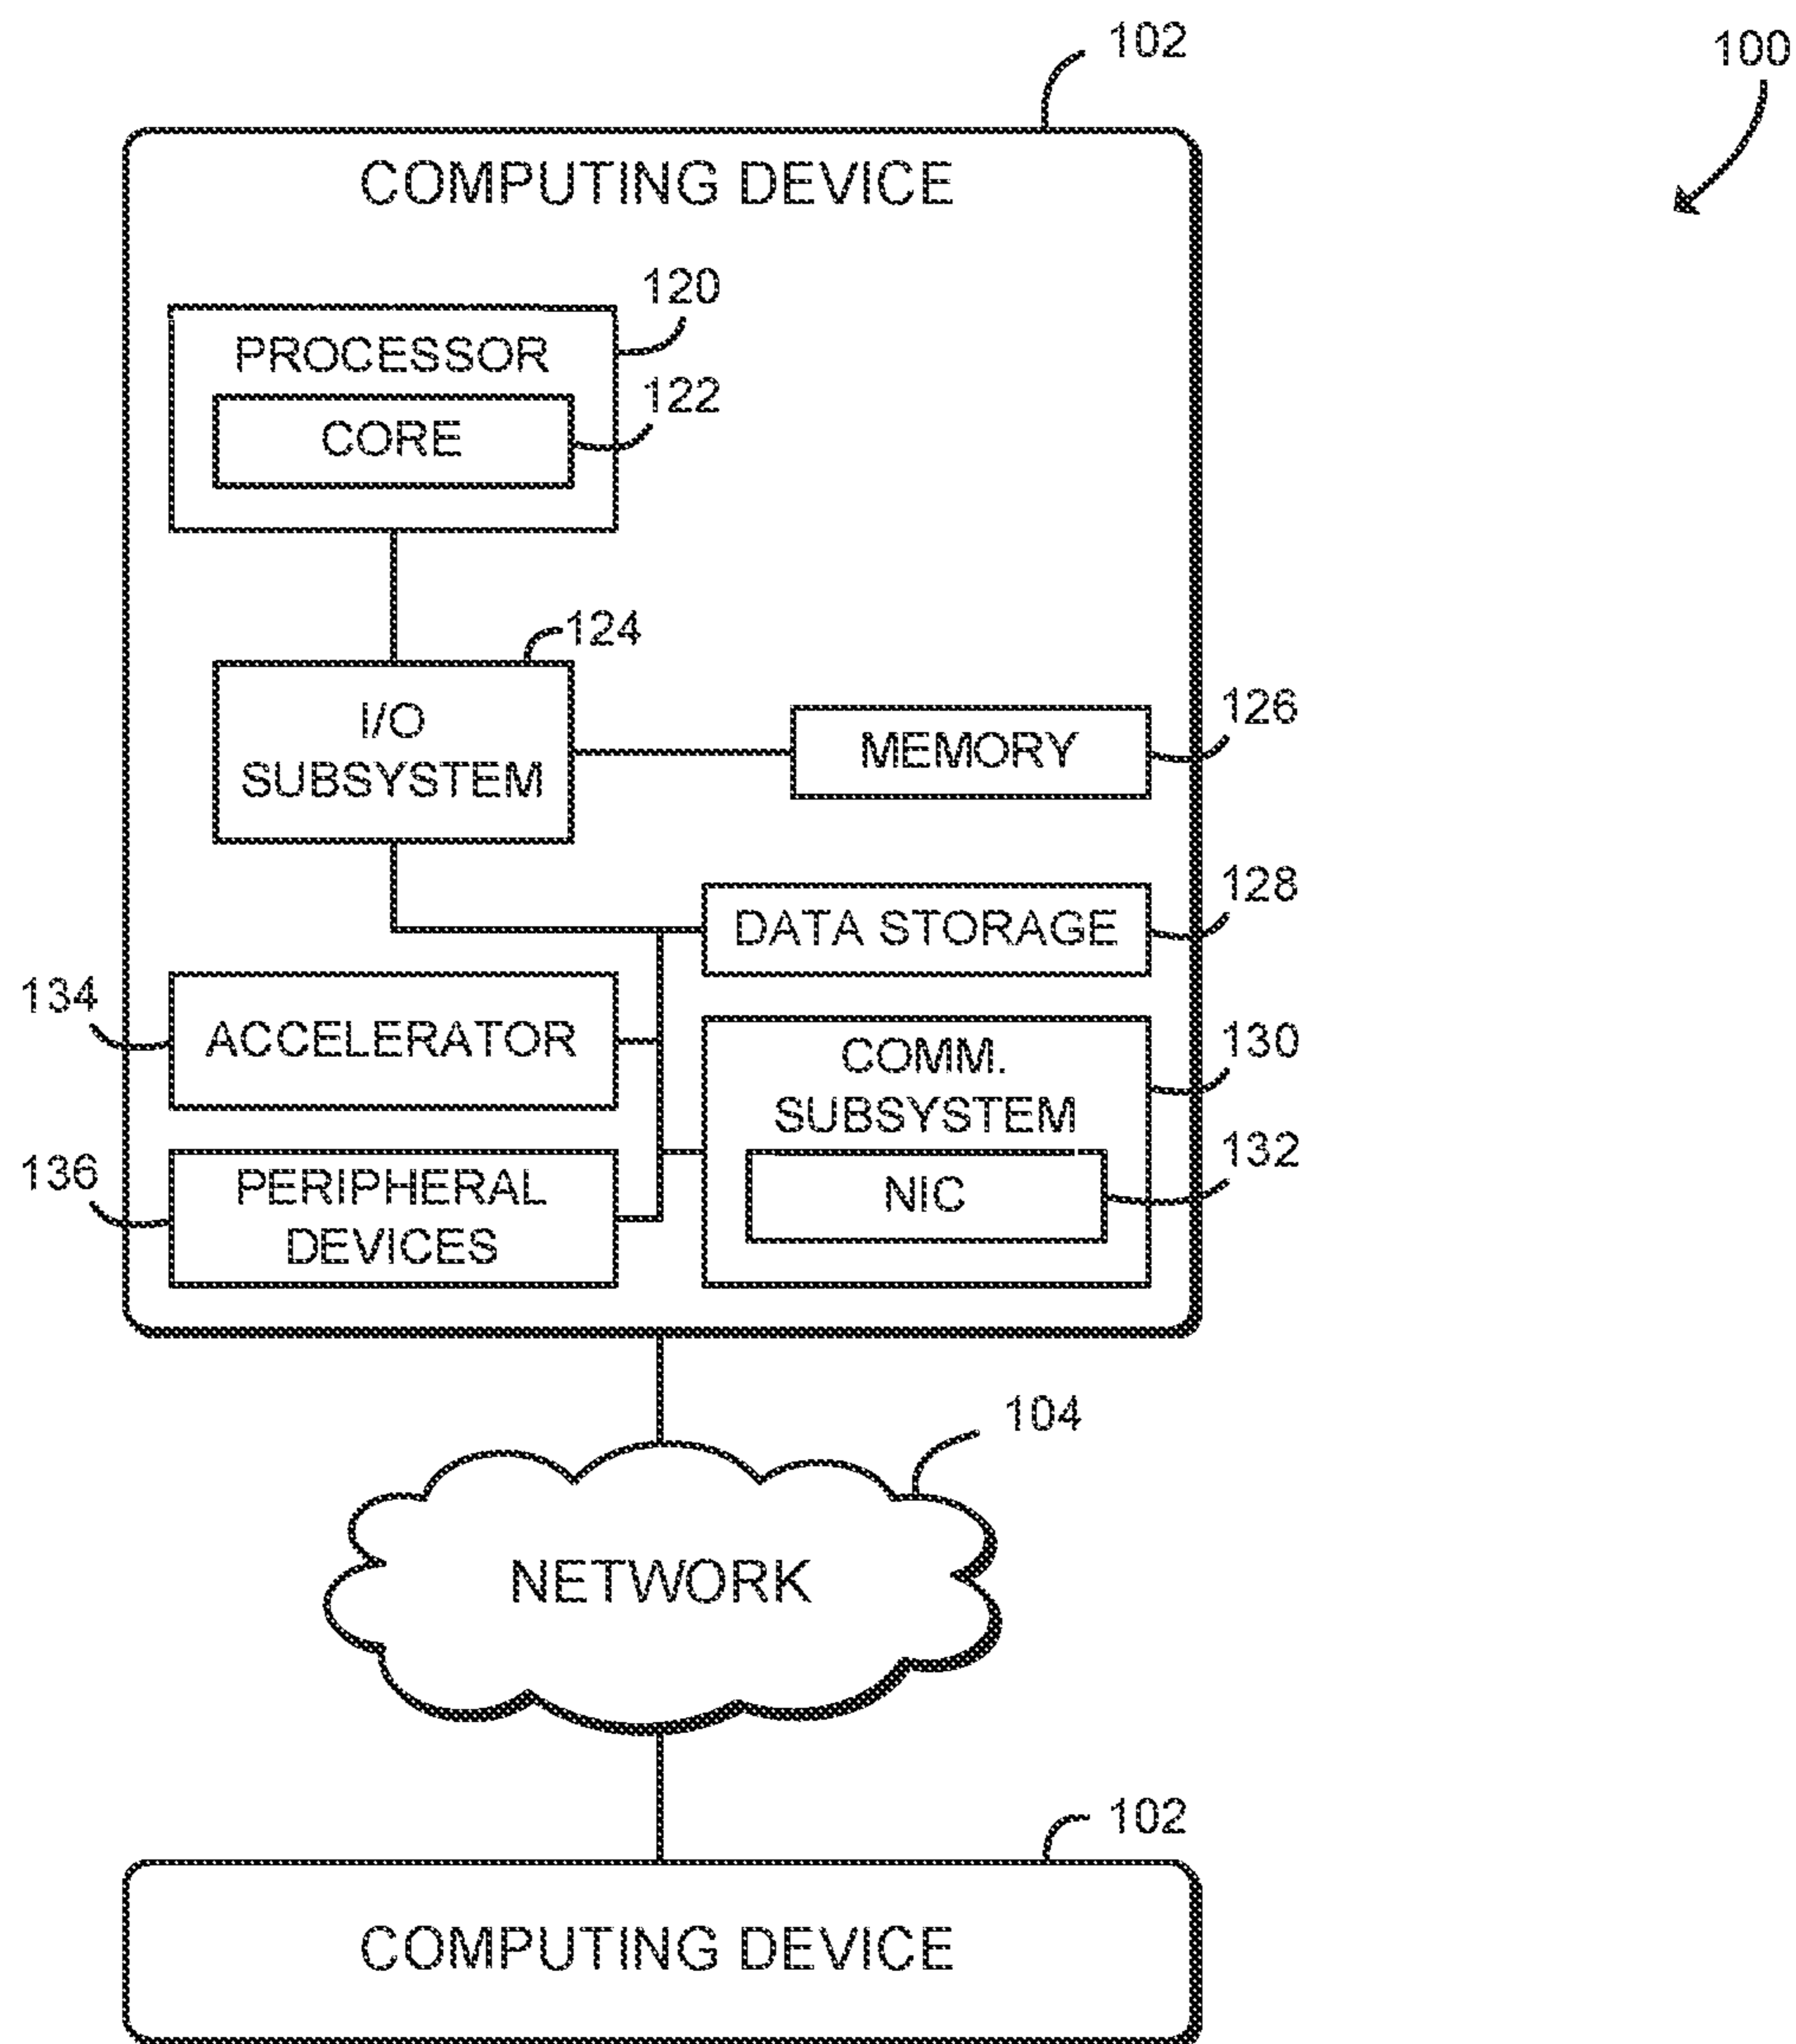 102
100
COMPUTING DEVICE
120
PROCESSOR
122
CORE
124
I/O
SUBSYSTEM
126
MEMORY
128
DATA STORAGE
134
ACCELERATOR
130
COMM.
SUBSYSTEM
132
NIC
136
PERIPHERAL
DEVICES
104
NETWORK
102
COMPUTING DEVICE